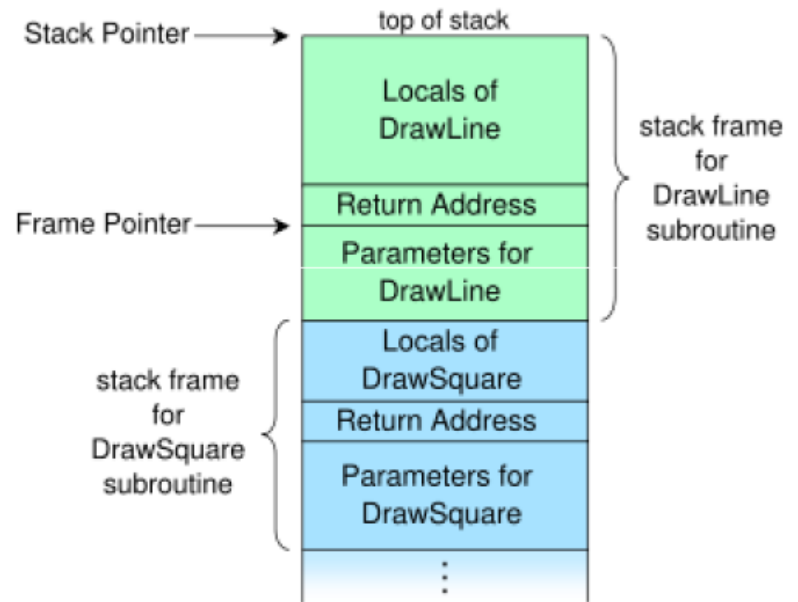 top of stack
Stack Pointer
Locals of
DrawLine
stack frame
for
DrawLine
subroutine
Return Address
Frame Pointer
Parameters for
DrawLine
Locals of
DrawSquare
stack frame
for
DrawSquare
subroutine
Return Address
Parameters for
DrawSquare
⋮